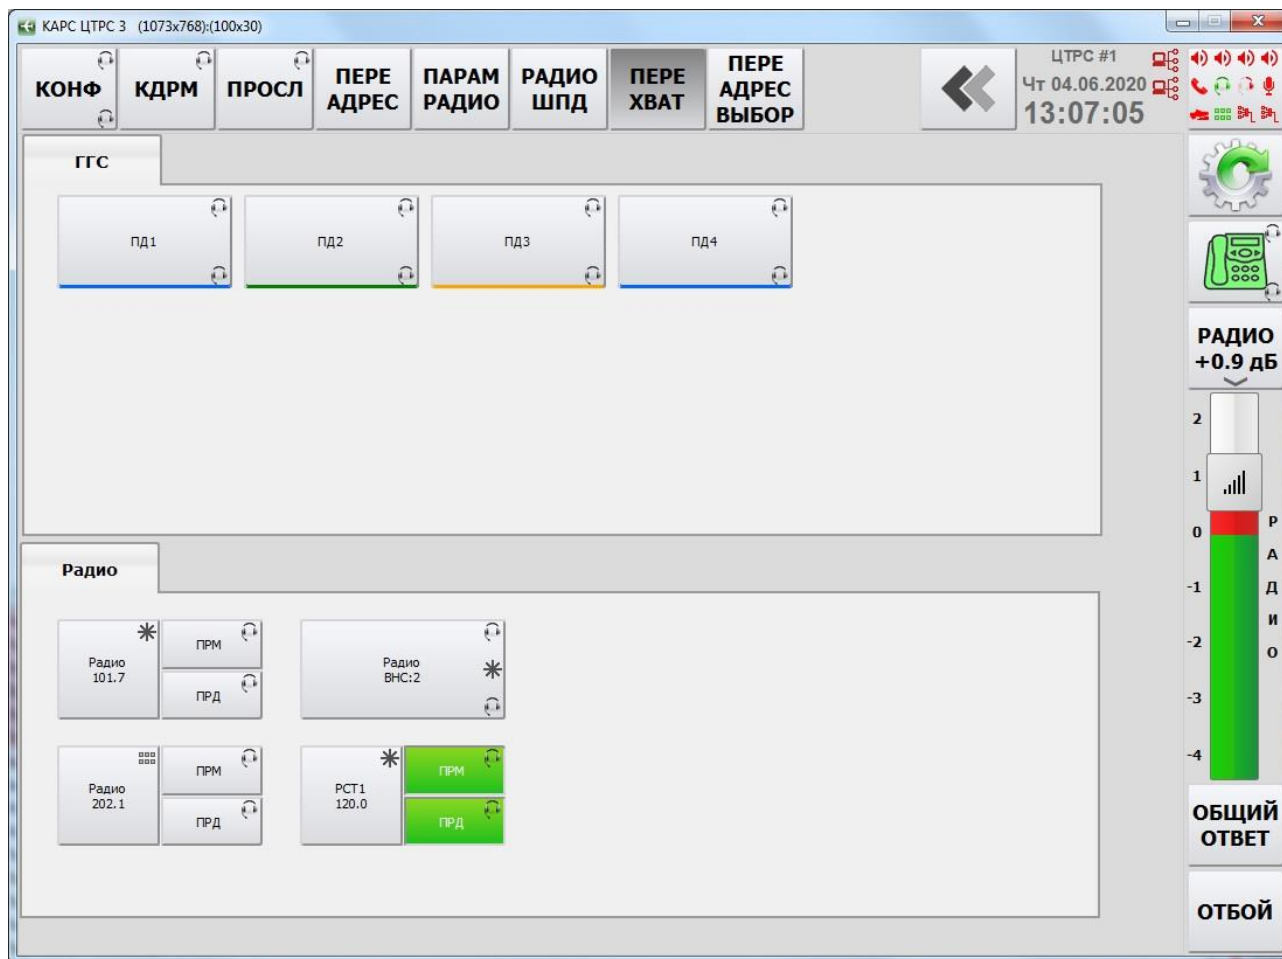 КАРС ЦТРС 3 (1073x768):(100x30)
КОНФ
КДРМ
ПРОСЛ
ПЕРЕ
АДРЕС
ПАРАМ
РАДИО
РАДИО
ШПД
ПЕРЕ
ХВАТ
ПЕРЕ
АДРЕС
ВЫБОР
ЦТРС #1
Чт 04.06.2020
13:07:05
ГГС
ПД1
ПД2
ПД3
ПД4
РАДИО
+0.9 дБ
2
1
0
-1
-2
-3
-4
Р
А
Д
И
О
Радио
Радио
101.7
ПРМ
ПРД
Радио
ВНС:2
Радио
202.1
ПРМ
ПРД
РСТ1
120.0
ПРМ
ПРД
ОБЩИЙ
ОТВЕТ
ОТБОЙ